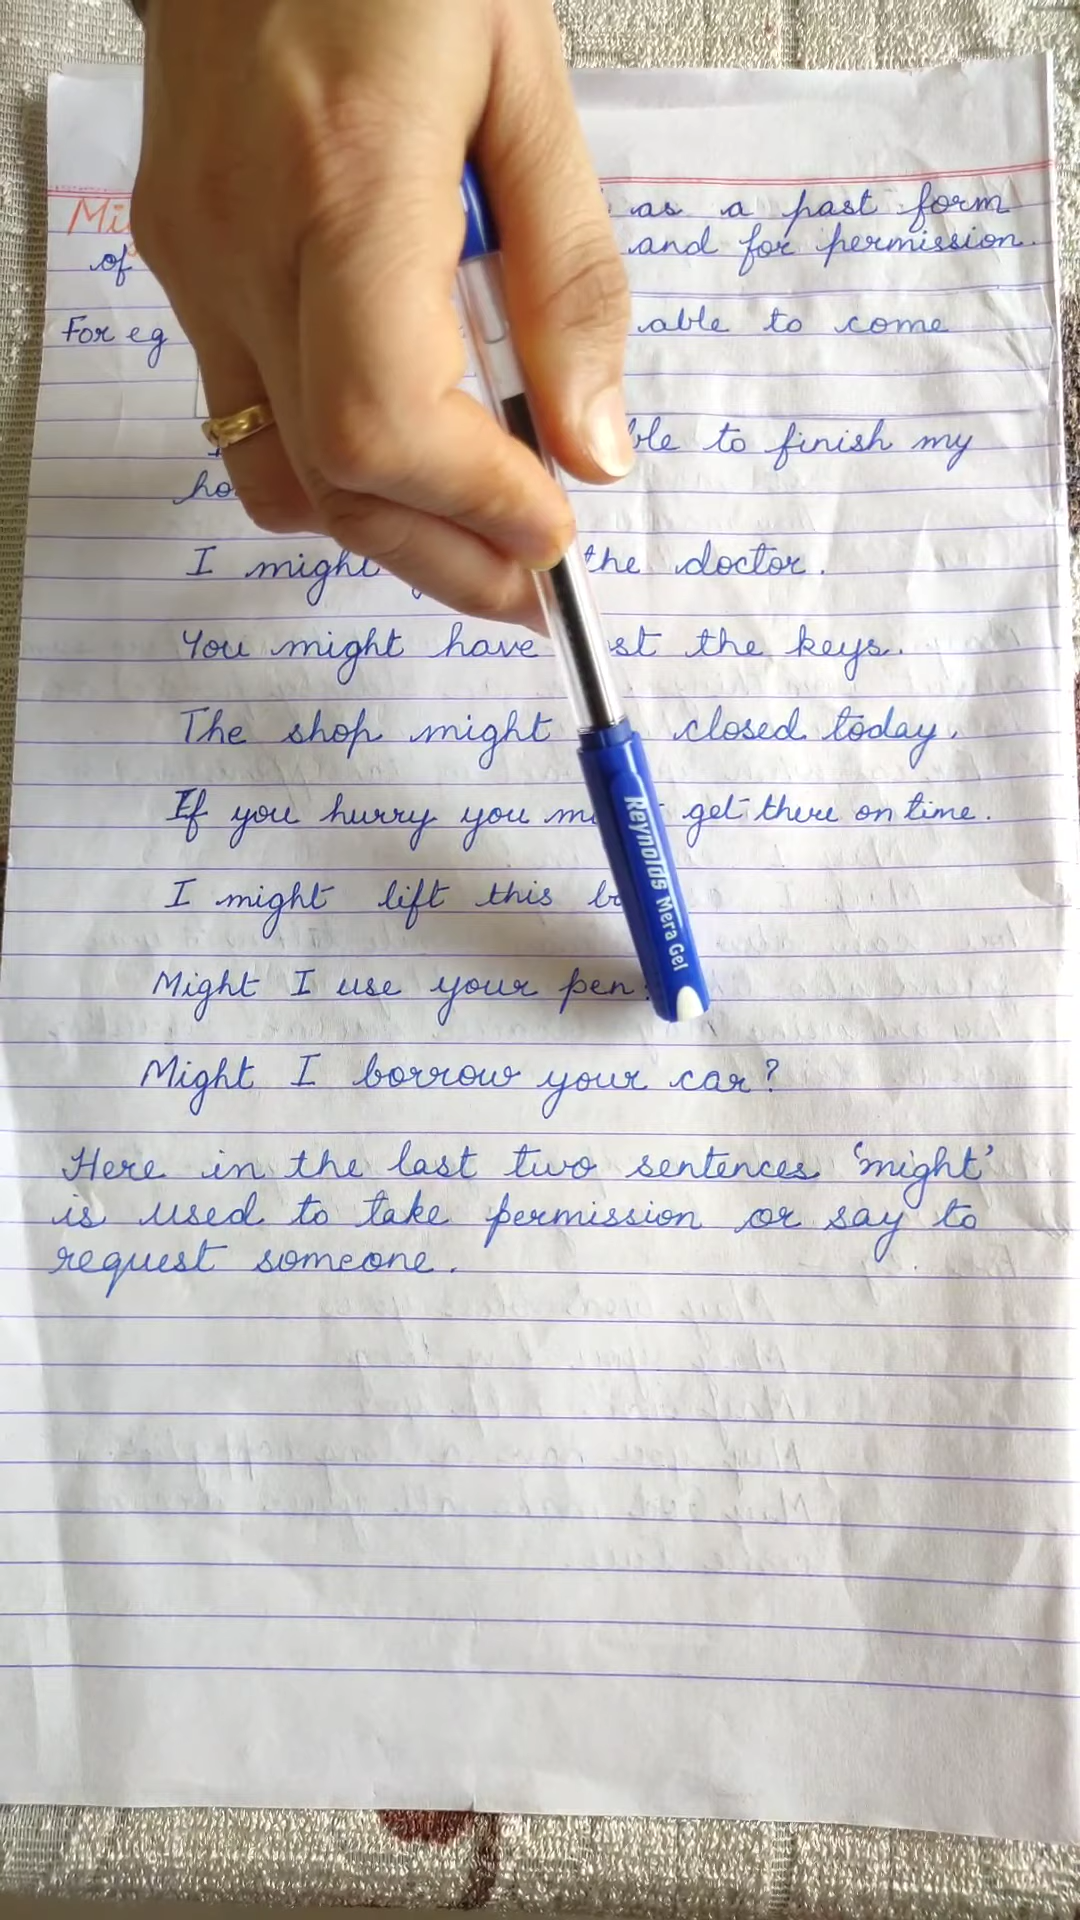 as a past form
of and for permission.
For eg able to come
to finish my
I might the doctor.
You might have the keys.
The shop might closed today.
If you hurry you get there on time.
I might lift this
Might I use your pen
Might I borrow your car?
Here in the last two sentences 'might'
is used to take permission or say to
request someone.
Reynolds Mera Gel